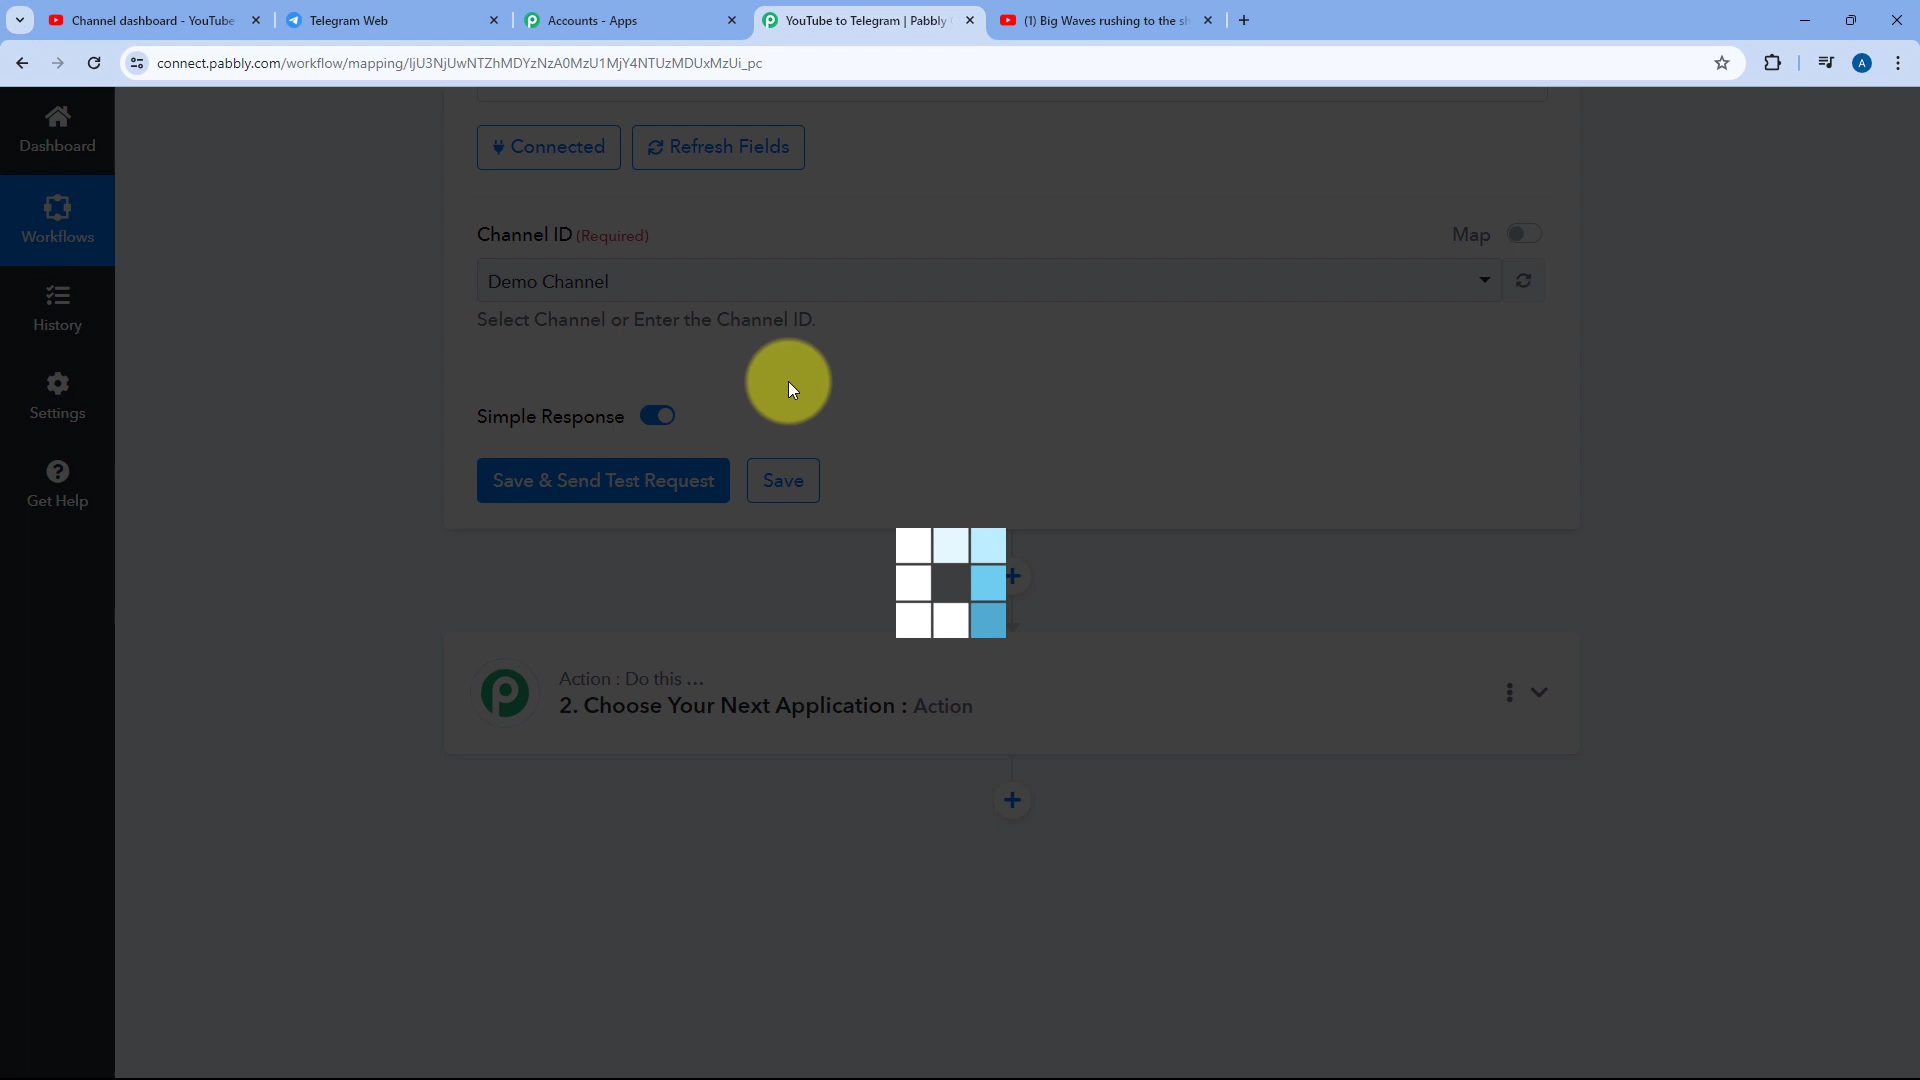 Channel dashboard - YouTube
Telegram Web
Accounts - Apps
YouTube to Telegram | Pabbly
(1) Big Waves rushing to the sh
connect.pabbly.com/workflow/mapping/IjU3NjUwNTZhMDYzNzA0MzU1MjY4NTUzMDUxMzUi_pc
A
Dashboard
Workflows
History
Settings
Get Help
Connected
Refresh Fields
Channel ID (Required)
Map
Demo Channel
Select Channel or Enter the Channel ID.
Simple Response
Save & Send Test Request
Save
Action : Do this ...
2. Choose Your Next Application : Action